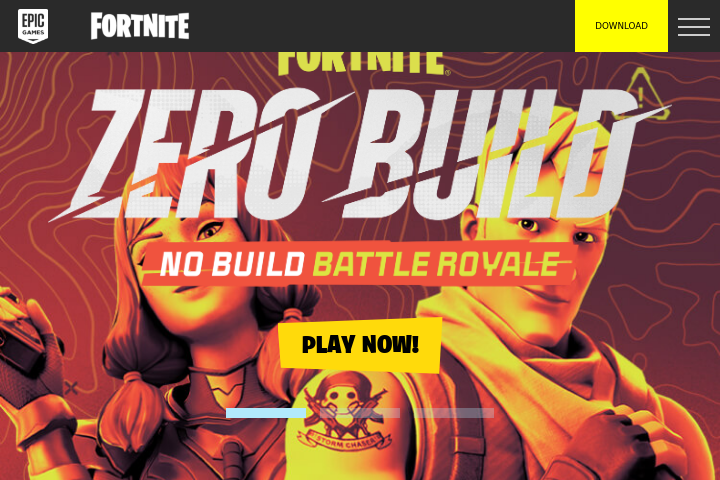 EPIC
GAMES
FORTNITE
DOWNLOAD
FORTNITE
ZERO BUILD
NO BUILD BATTLE ROYALE
PLAY NOW!
STORM CHASER